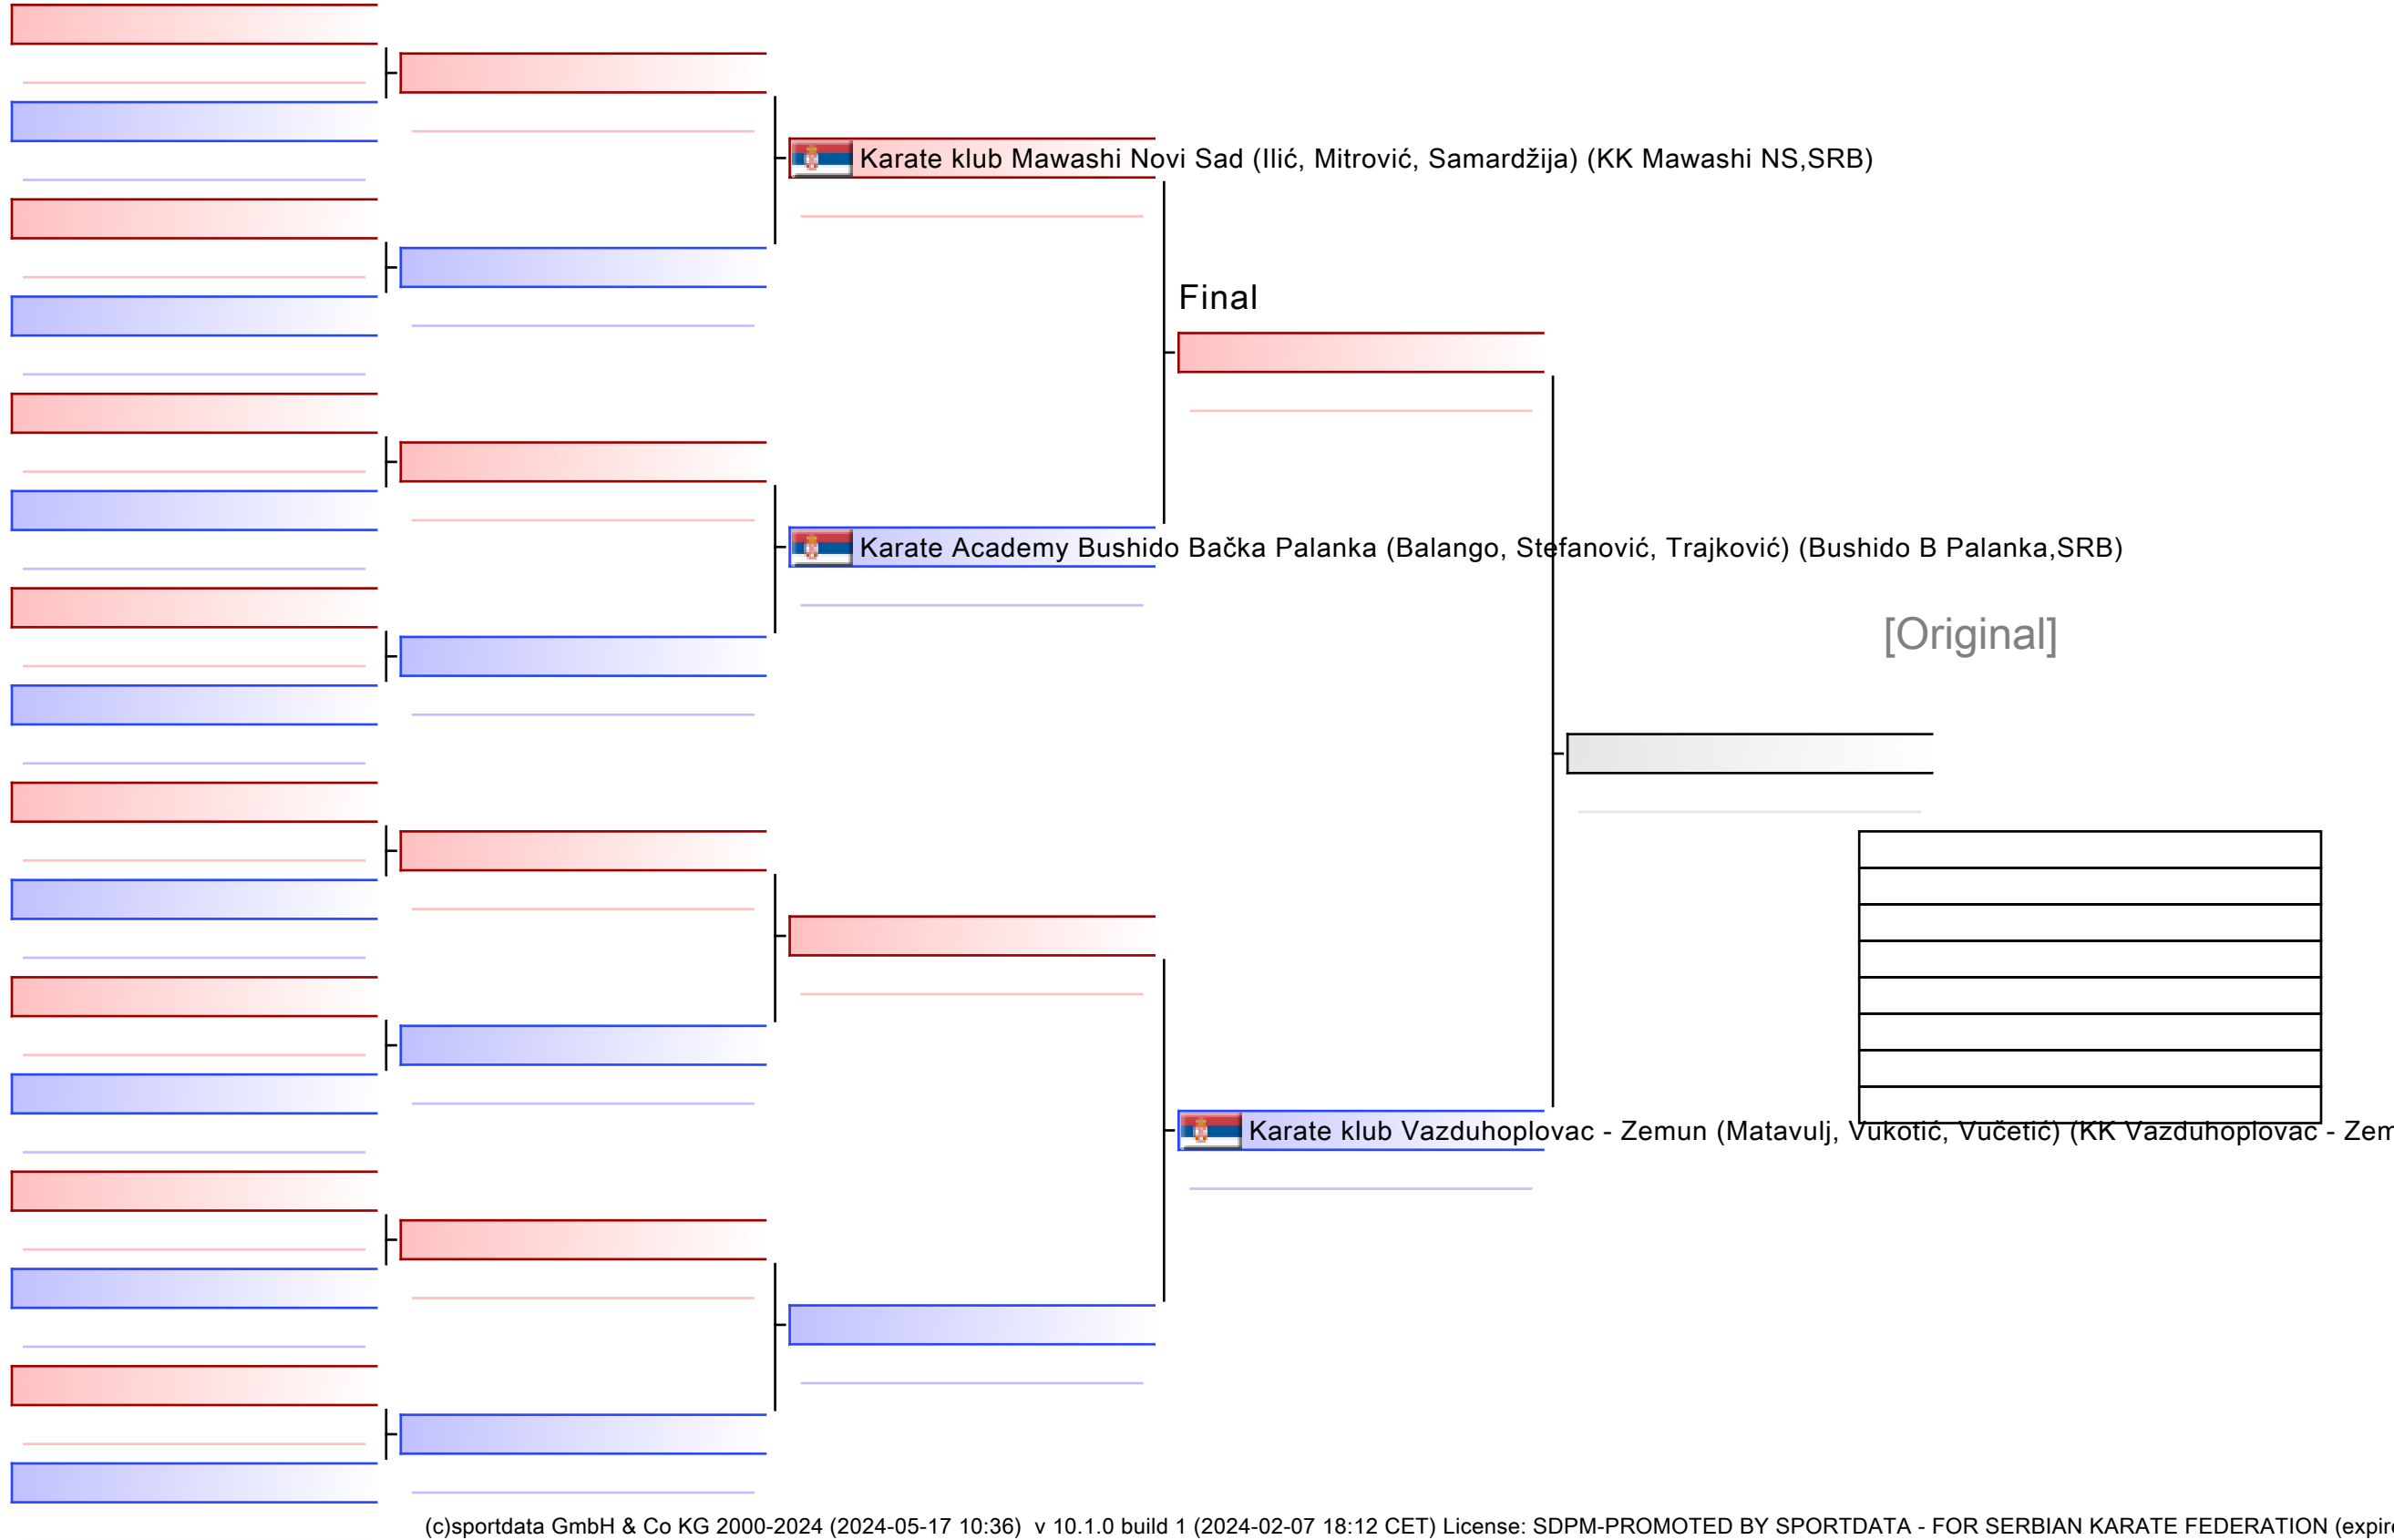 Karate klub Mawashi Novi Sad (Ilić, Mitrović, Samardžija) (KK Mawashi NS,SRB)
Final
Karate Academy Bushido Bačka Palanka (Balango, Stefanović, Trajković) (Bushido B Palanka,SRB)
[Original]
Karate klub Vazduhoplovac - Zemun (Matavulj, Vukotić, Vučetić) (KK Vazduhoplovac - Zem
(c)sportdata GmbH & Co KG 2000-2024 (2024-05-17 10:36) v 10.1.0 build 1 (2024-02-07 18:12 CET) License: SDPM-PROMOTED BY SPORTDATA - FOR SERBIAN KARATE FEDERATION (expir